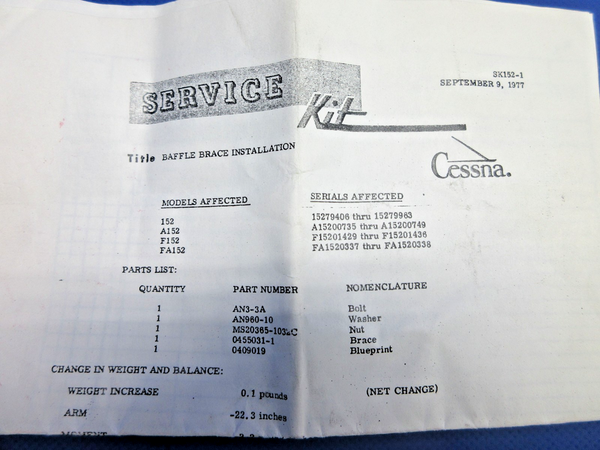 SK152-1
SEPTEMBER 9, 1977
SERVICE Kit
Title BAFFLE BRACE INSTALLATION
Cessna.
MODELS AFFECTED SERIALS AFFECTED
152 15279406 thru 15279963
A152 A15200735 thru A15200749
F152 F15201429 thru F15201436
FA152 FA1520337 thru FA1520338
PARTS LIST:
QUANTITY PART NUMBER NOMENCLATURE
1 AN3-3A Bolt
1 AN960-10 Washer
1 Nut
1 0455031-1 Brace
1 0409019 Blueprint
CHANGE IN WEIGHT AND BALANCE:
WEIGHT INCREASE 0.1 pounds (NET CHANGE)
ARM -22.3 inches
MOMENT